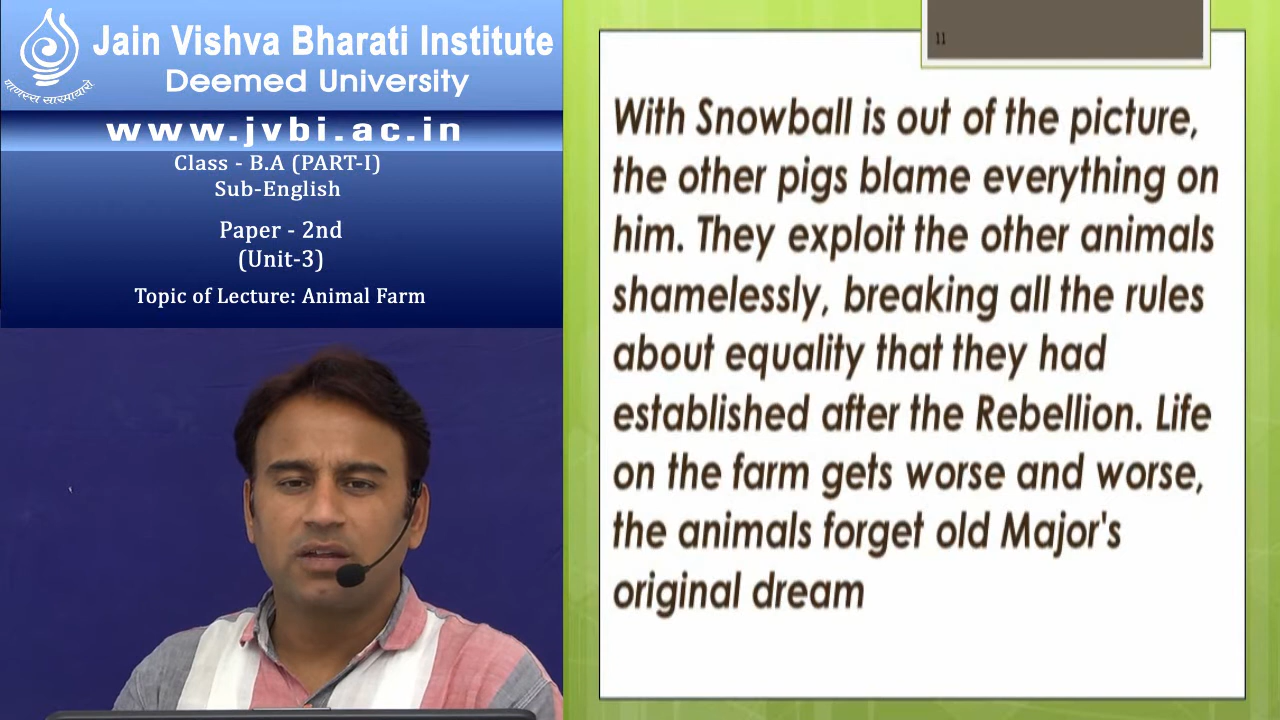 Jain Vishva Bharati Institute
Deemed University
णाणस्स सारमायारो
www.jvbi.ac.in
Class - B.A (PART-I)
Sub-English
Paper - 2nd
(Unit-3)
Topic of Lecture: Animal Farm
11
With Snowball is out of the picture,
the other pigs blame everything on
him. They exploit the other animals
shamelessly, breaking all the rules
about equality that they had
established after the Rebellion. Life
on the farm gets worse and worse,
the animals forget old Major's
original dream